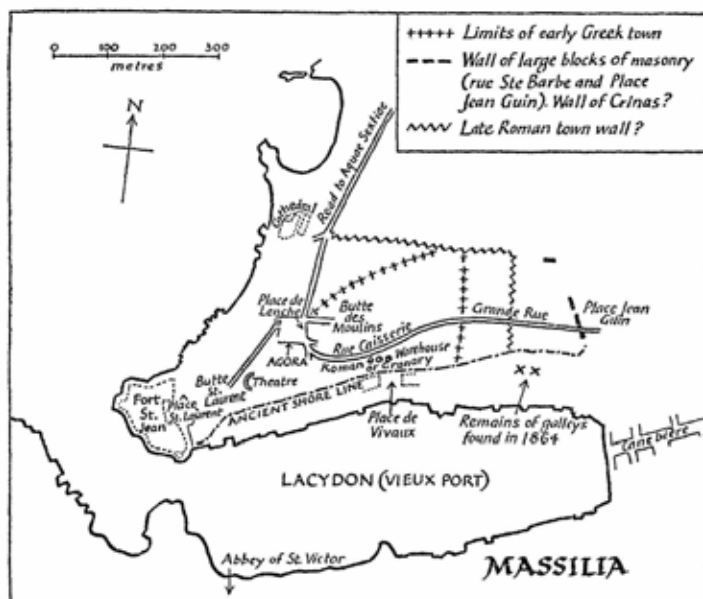 0 100 200 300
metres
N
+++++ Limits of early Greek town
Wall of large blocks of masonry
(rue Ste Barbe and Place
Jean Guin). Wall of Crinas?
Late Roman town wall?
Road to Aquae Sextiae
Cathedral
Place de
Lenche
Butte
des
Moulins
Grande Rue
Place Jean
Guin
Rue Caisserie
AGORA
Roman Warehouse
or Granary
Butte
St.
Laurent
Theatre
ANCIENT SHORE LINE
Fort
St.
Jean
Place
St. Laurent
Place de
Vivaux
Remains of galleys
found in 1864
Canebière
LACYDON (VIEUX PORT)
Abbey of St. Victor
MASSILIA